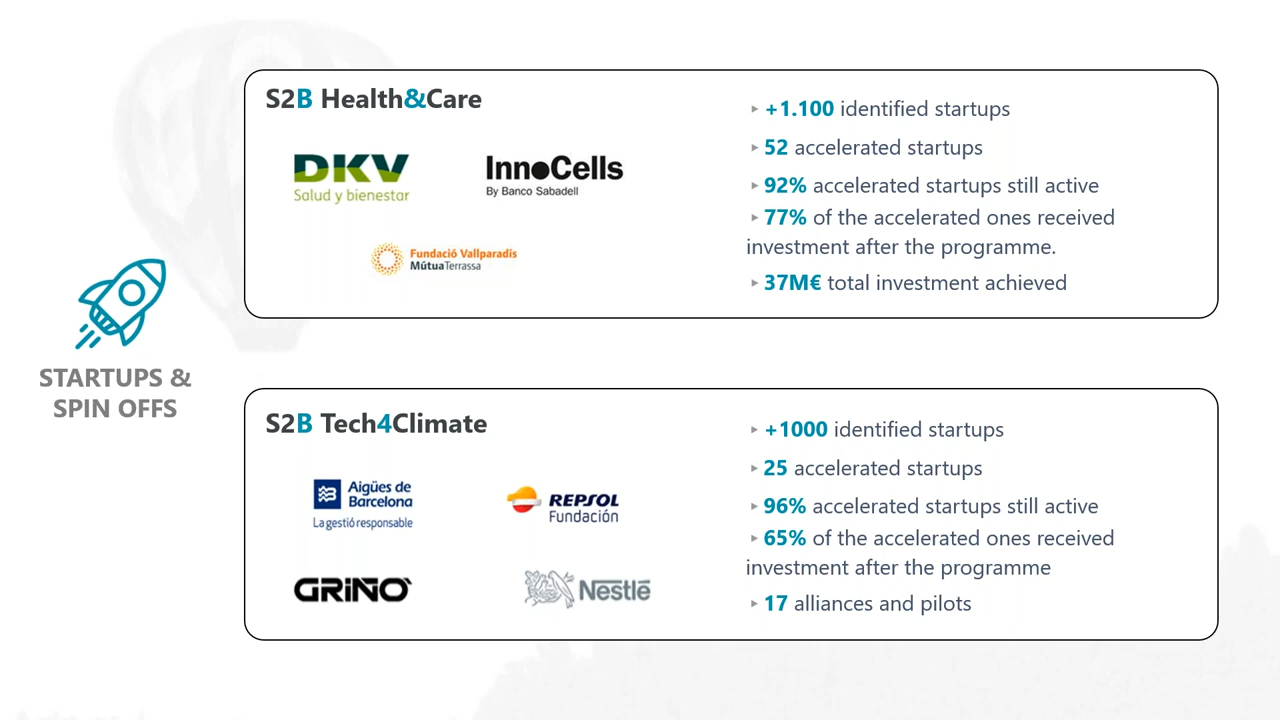 STARTUPS &
SPIN OFFS
S2B Health&Care
DKV
Salud y bienestar
InnoCells
By Banco Sabadell
Fundació Vallparadís
MútuaTerrassa
+1.100 identified startups
52 accelerated startups
92% accelerated startups still active
77% of the accelerated ones received
investment after the programme.
37M€ total investment achieved
S2B Tech4Climate
Aigües de
Barcelona
La gestió responsable
REPSOL
Fundación
GRIÑÓ
Nestlé
+1000 identified startups
25 accelerated startups
96% accelerated startups still active
65% of the accelerated ones received
investment after the programme
17 alliances and pilots